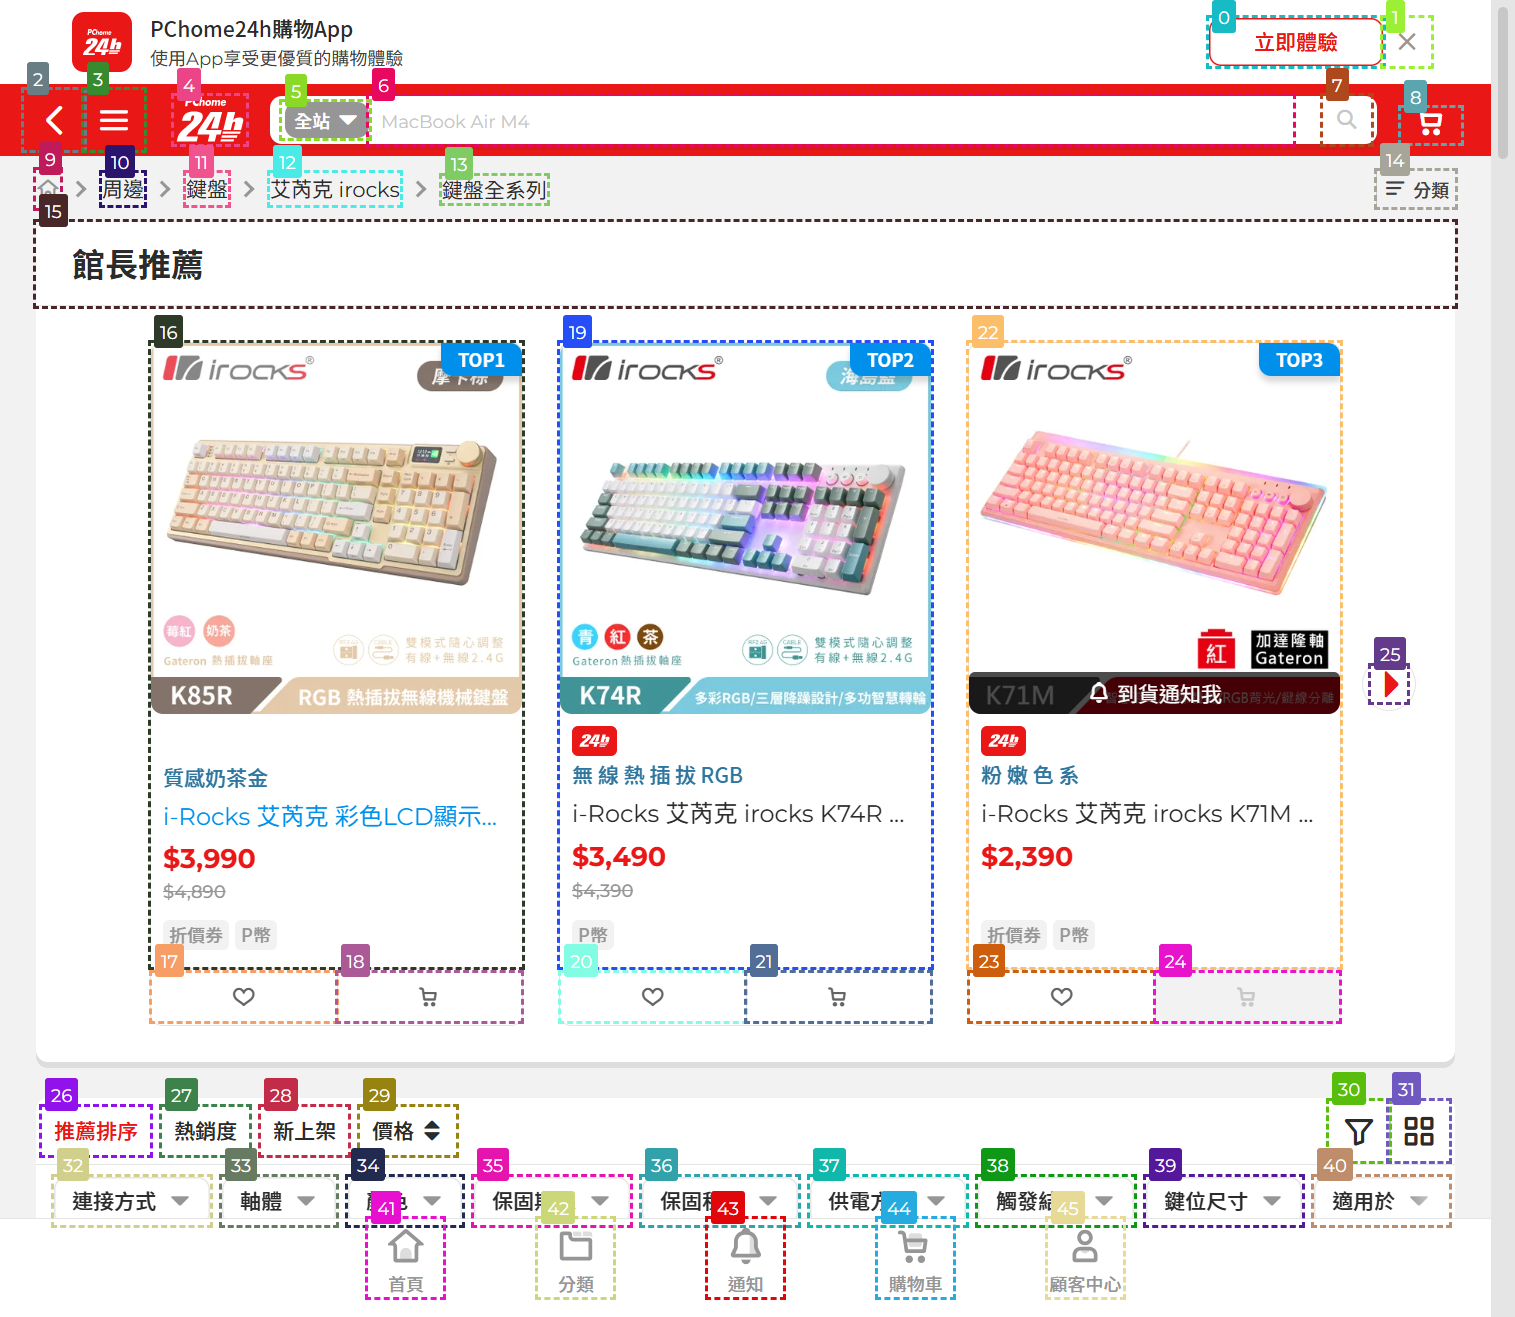 PChome24h購物App
使用App享受更優質的購物體驗
立即體驗
PChome
24h
全站
MacBook Air M4
周邊
鍵盤
艾芮克 irocks
鍵盤全系列
分類
館長推薦
irocks
TOP1
莓紅 奶茶
Gateron 熱插拔軸座
雙模式隨心調整
有線+無線2.4G
K85R
RGB 熱插拔無線機械鍵盤
質感奶茶金
i-Rocks 艾芮克 彩色LCD顯示...
$3,990
$4,890
折價券 P幣
irocks
TOP2
青 紅 茶
Gateron 熱插拔軸座
雙模式隨心調整
有線+無線2.4G
K74R
多彩RGB/三層降躁設計/多功智慧轉輪
24h
無 線 熱 插 拔 RGB
i-Rocks 艾芮克 irocks K74R ...
$3,490
$4,390
P幣
irocks
TOP3
紅
加達隆軸
Gateron
K71M
到貨通知我
RGB背光/鍵線分離
24h
粉 嫩 色 系
i-Rocks 艾芮克 irocks K71M ...
$2,390
折價券 P幣
推薦排序
熱銷度
新上架
價格
連接方式
軸體
保固
保固
供電方
觸發
鍵位尺寸
適用於
首頁
分類
通知
購物車
顧客中心
0
1
2
3
4
5
6
7
8
9
10
11
12
13
14
15
16
17
18
19
20
21
22
23
24
25
26
27
28
29
30
31
32
33
34
35
36
37
38
39
40
41
42
43
44
45